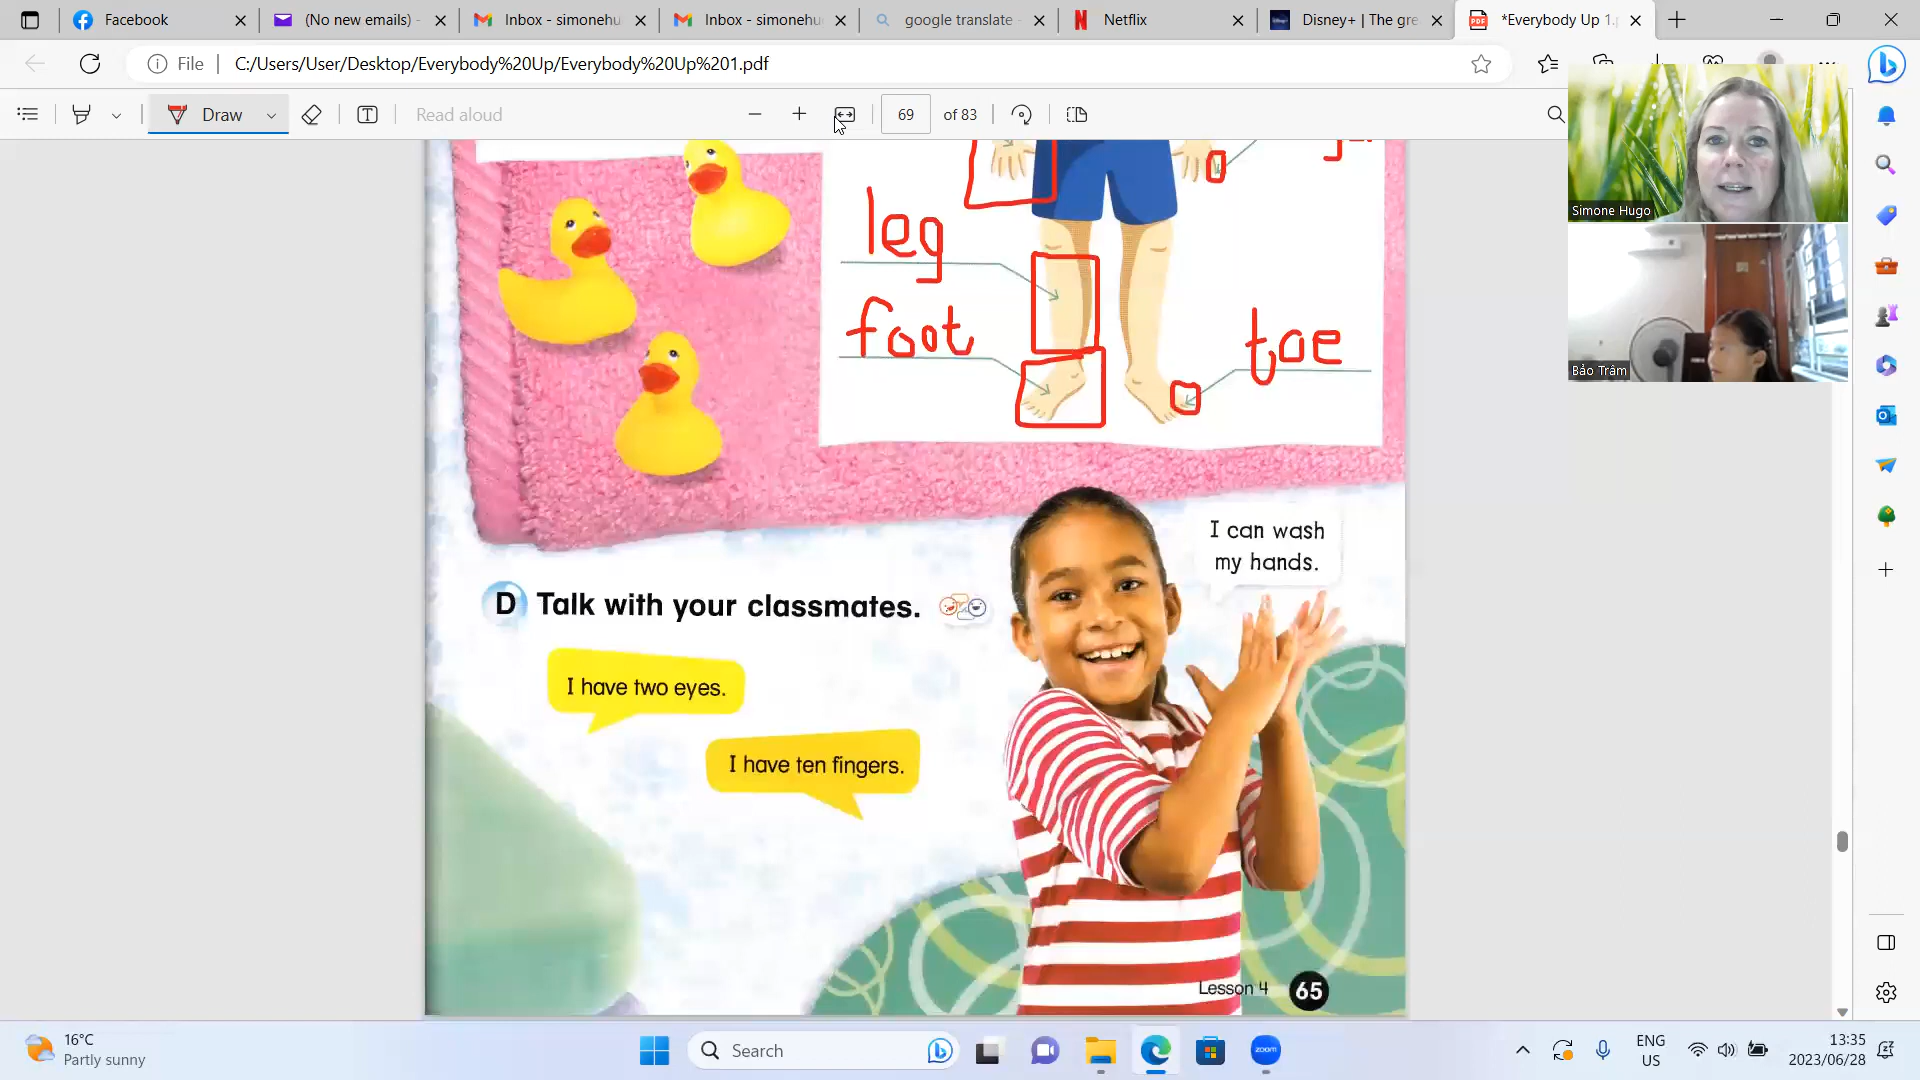 Facebook
(No new emails) -
Inbox - simonehu
Inbox - simonehu
google translate -
Netflix
Disney+ | The gre
*Everybody Up 1.p
File
C:/Users/User/Desktop/Everybody%20Up/Everybody%20Up%201.pdf
Draw
Read aloud
69
of 83
Simone Hugo
Bảo Trâm
leg
foot
toe
I can wash
my hands.
D Talk with your classmates.
I have two eyes.
I have ten fingers.
Lesson 4 65
16°C
Partly sunny
Search
zoom
ENG
US
13:35
2023/06/28